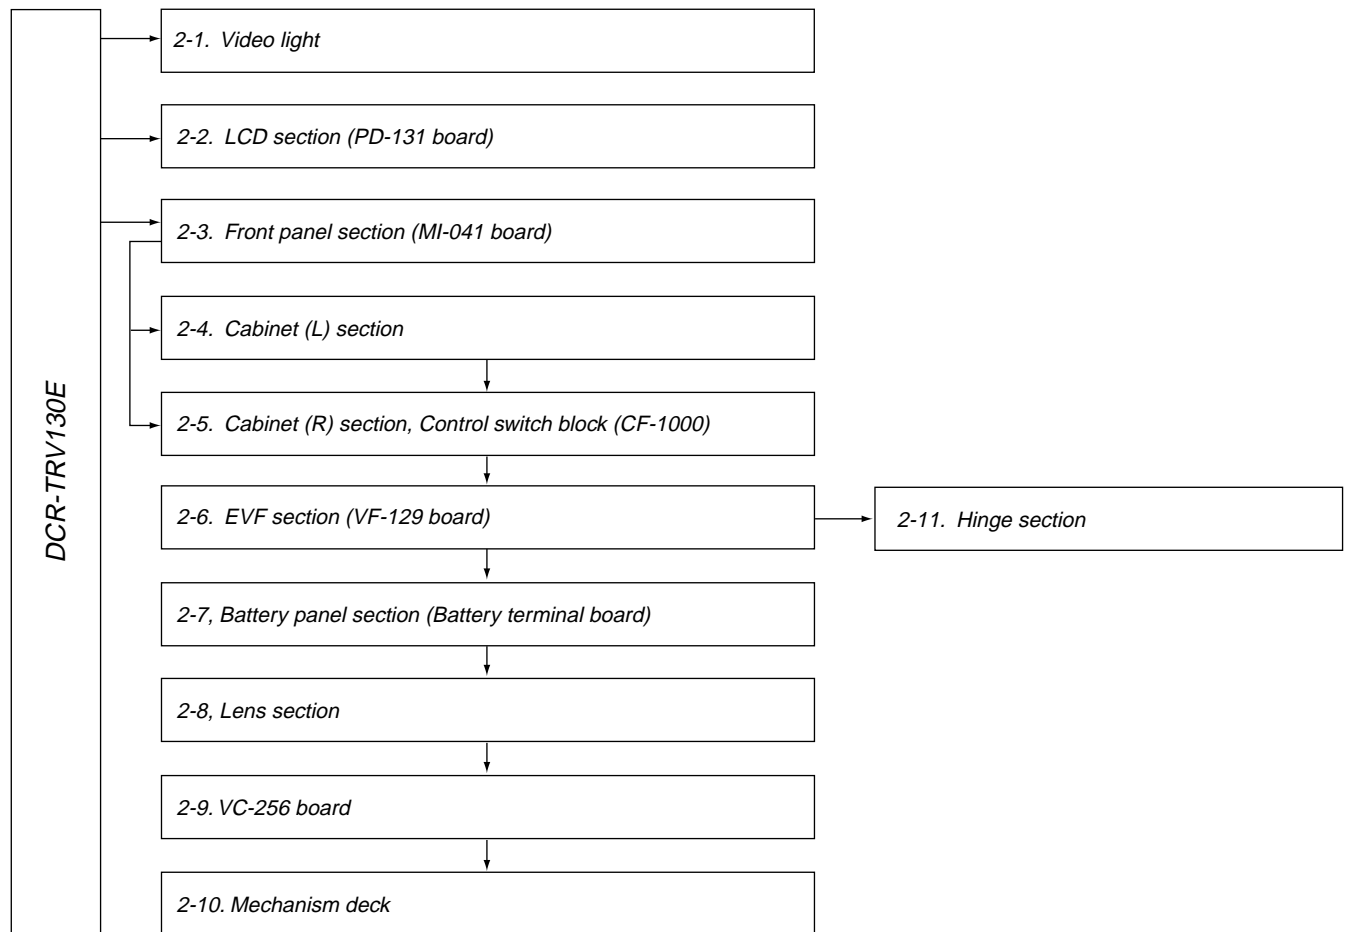 DCR-TRV130E
2-1. Video light
2-2. LCD section (PD-131 board)
2-3. Front panel section (MI-041 board)
2-4. Cabinet (L) section
2-5. Cabinet (R) section, Control switch block (CF-1000)
2-6. EVF section (VF-129 board)
2-11. Hinge section
2-7, Battery panel section (Battery terminal board)
2-8, Lens section
2-9. VC-256 board
2-10. Mechanism deck